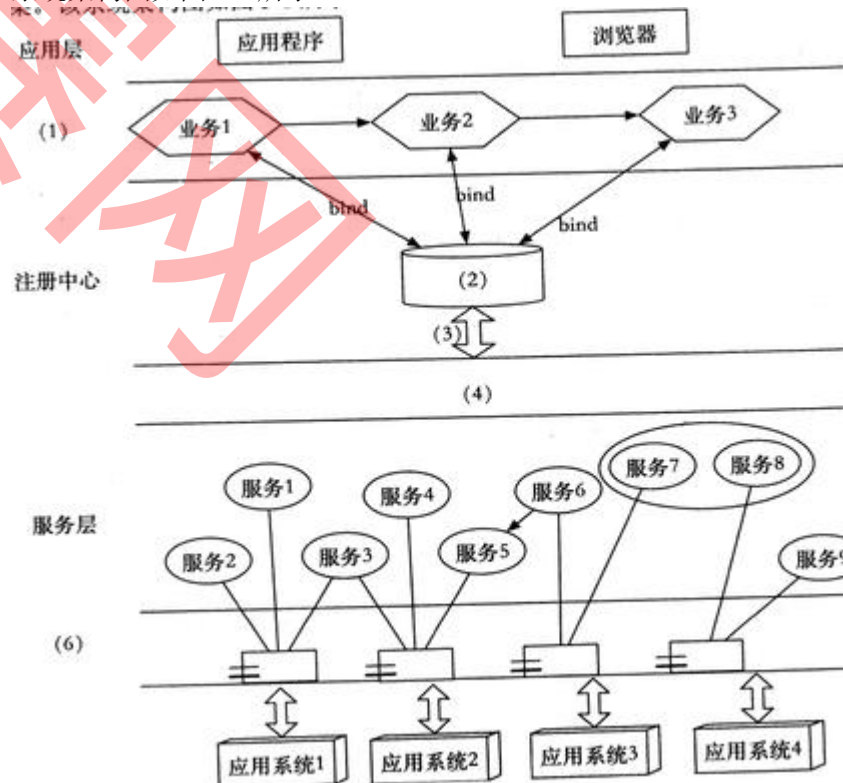 应用层 应用程序 浏览器
(1) 业务1 业务2 业务3
bind bind bind
注册中心 (2)
(3)
(4)
服务层 服务1 服务2 服务3 服务4 服务5 服务6 服务7 服务8 服务9
(6)
应用系统1 应用系统2 应用系统3 应用系统4